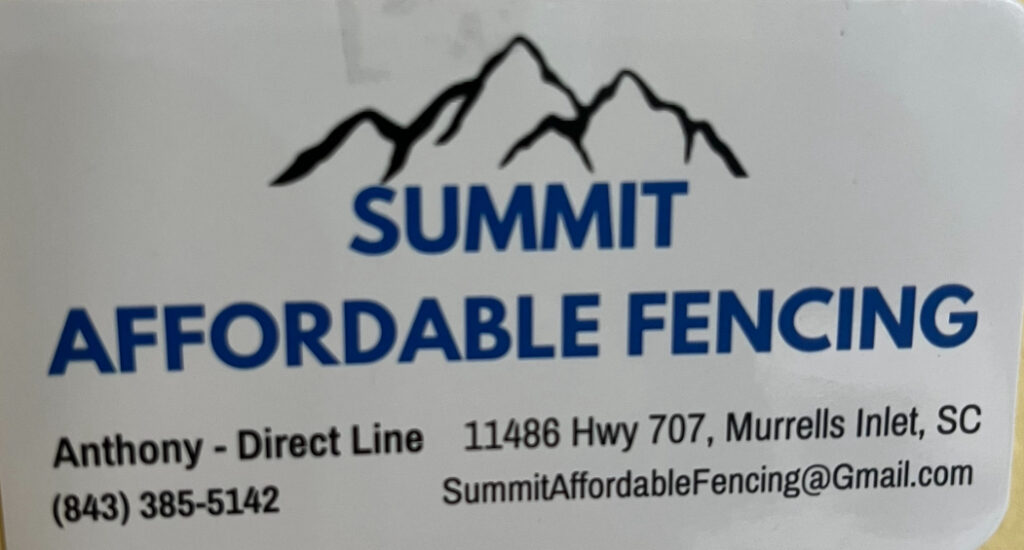 SUMMIT
AFFORDABLE FENCING
Anthony - Direct Line
(843) 385-5142
11486 Hwy 707, Murrells Inlet, SC
SummitAffordableFencing@Gmail.com